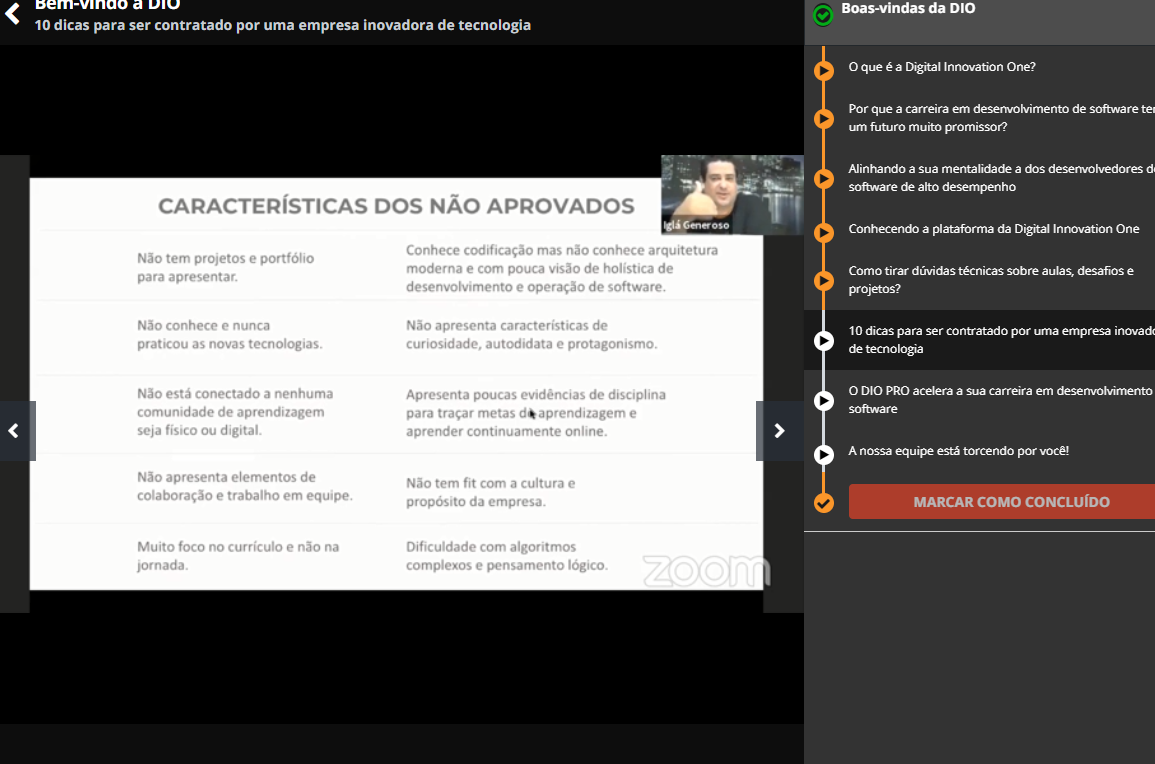 Bem-vindo à DIO
10 dicas para ser contratado por uma empresa inovadora de tecnologia
CARACTERÍSTICAS DOS NÃO APROVADOS
Iglá Generoso
Não tem projetos e portfólio
para apresentar.
Conhece codificação mas não conhece arquitetura
moderna e com pouca visão de holística de
desenvolvimento e operação de software.
Não conhece e nunca
praticou as novas tecnologias.
Não apresenta características de
curiosidade, autodidata e protagonismo.
Não está conectado a nenhuma
comunidade de aprendizagem
seja físico ou digital.
Apresenta poucas evidências de disciplina
para traçar metas de aprendizagem e
aprender continuamente online.
Não apresenta elementos de
colaboração e trabalho em equipe.
Não tem fit com a cultura e
propósito da empresa.
Muito foco no currículo e não na
jornada.
Dificuldade com algoritmos
complexos e pensamento lógico.
zoom
Boas-vindas da DIO
O que é a Digital Innovation One?
Por que a carreira em desenvolvimento de software
um futuro muito promissor?
Alinhando a sua mentalidade a dos desenvolvedores
software de alto desempenho
Conhecendo a plataforma da Digital Innovation One
Como tirar dúvidas técnicas sobre aulas, desafios e
projetos?
10 dicas para ser contratado por uma empresa
de tecnologia
O DIO PRO acelera a sua carreira em desenvolvimento
software
A nossa equipe está torcendo por você!
MARCAR COMO CONCLUÍDO